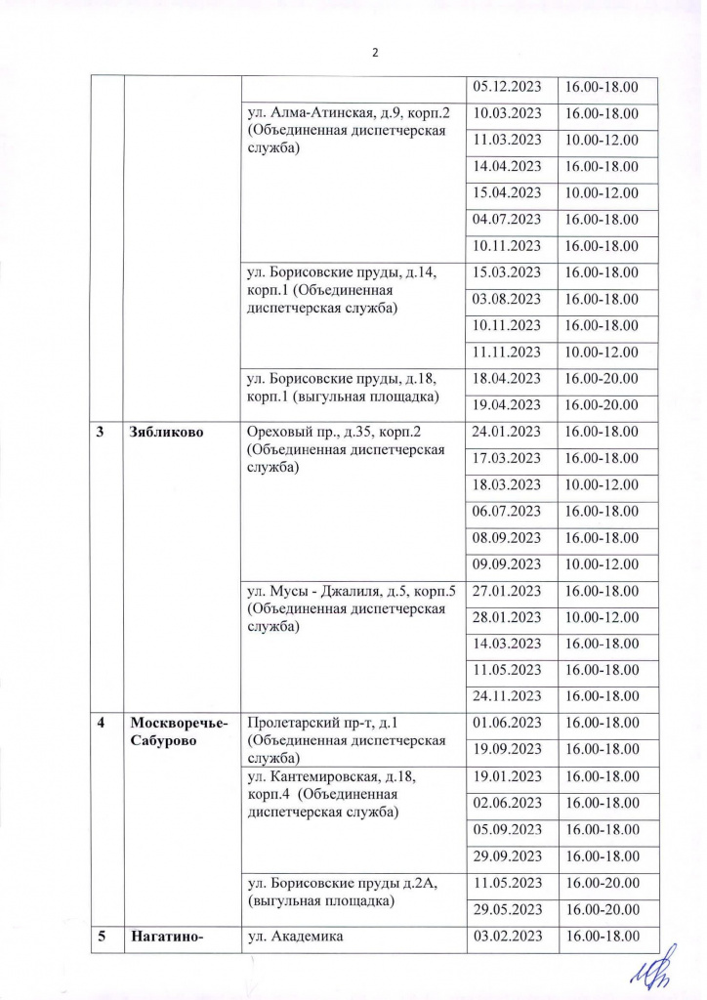 2
05.12.2023 16.00-18.00
ул. Алма-Атинская, д.9, корп.2 10.03.2023 16.00-18.00
(Объединенная диспетчерская 11.03.2023 10.00-12.00
служба) 14.04.2023 16.00-18.00
15.04.2023 10.00-12.00
04.07.2023 16.00-18.00
10.11.2023 16.00-18.00
ул. Борисовские пруды, д.14, 15.03.2023 16.00-18.00
корп.1 (Объединенная 03.08.2023 16.00-18.00
диспетчерская служба) 10.11.2023 16.00-18.00
11.11.2023 10.00-12.00
ул. Борисовские пруды, д.18, 18.04.2023 16.00-20.00
корп.1 (выгульная площадка) 19.04.2023 16.00-20.00
3 Зябликово Ореховый пр., д.35, корп.2 24.01.2023 16.00-18.00
(Объединенная диспетчерская 17.03.2023 16.00-18.00
служба) 18.03.2023 10.00-12.00
06.07.2023 16.00-18.00
08.09.2023 16.00-18.00
09.09.2023 10.00-12.00
ул. Мусы - Джалиля, д.5, корп.5 27.01.2023 16.00-18.00
(Объединенная диспетчерская 28.01.2023 10.00-12.00
служба) 14.03.2023 16.00-18.00
11.05.2023 16.00-18.00
24.11.2023 16.00-18.00
4 Москворечье- Пролетарский пр-т, д.1 01.06.2023 16.00-18.00
Сабурово (Объединенная диспетчерская 19.09.2023 16.00-18.00
служба)
ул. Кантемировская, д.18, 19.01.2023 16.00-18.00
корп.4 (Объединенная 02.06.2023 16.00-18.00
диспетчерская служба) 05.09.2023 16.00-18.00
29.09.2023 16.00-18.00
ул. Борисовские пруды д.2А, 11.05.2023 16.00-20.00
(выгульная площадка) 29.05.2023 16.00-20.00
5 Нагатино- ул. Академика 03.02.2023 16.00-18.00